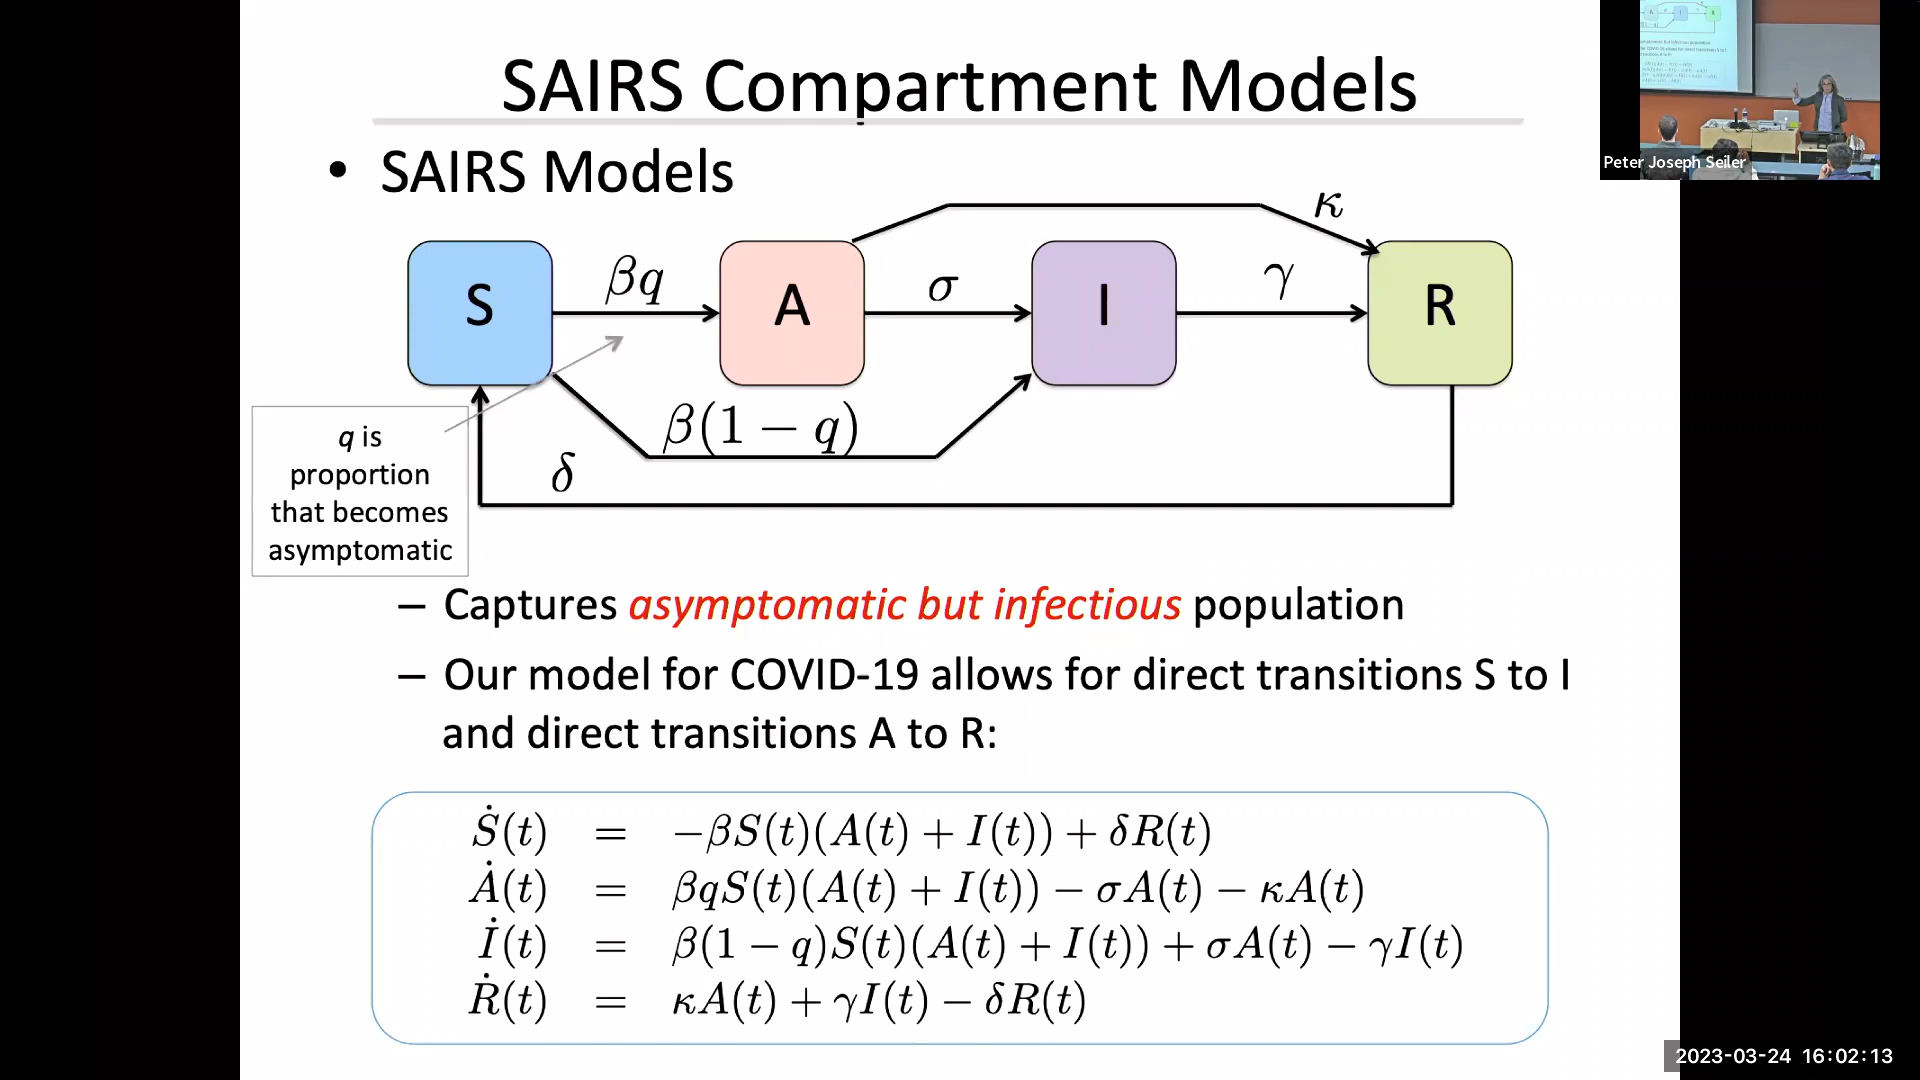 SAIRS Compartment Models
• SAIRS Models
κ
S
βq
A
σ
I
γ
R
β(1 − q)
δ
q is
proportion
that becomes
asymptomatic
– Captures asymptomatic but infectious population
– Our model for COVID-19 allows for direct transitions S to I
and direct transitions A to R:
Ṡ(t) = −βS(t)(A(t) + I(t)) + δR(t)
Ȧ(t) = βqS(t)(A(t) + I(t)) − σA(t) − κA(t)
İ(t) = β(1 − q)S(t)(A(t) + I(t)) + σA(t) − γI(t)
Ṙ(t) = κA(t) + γI(t) − δR(t)
Peter Joseph Seiler
2023-03-24 16:02:13